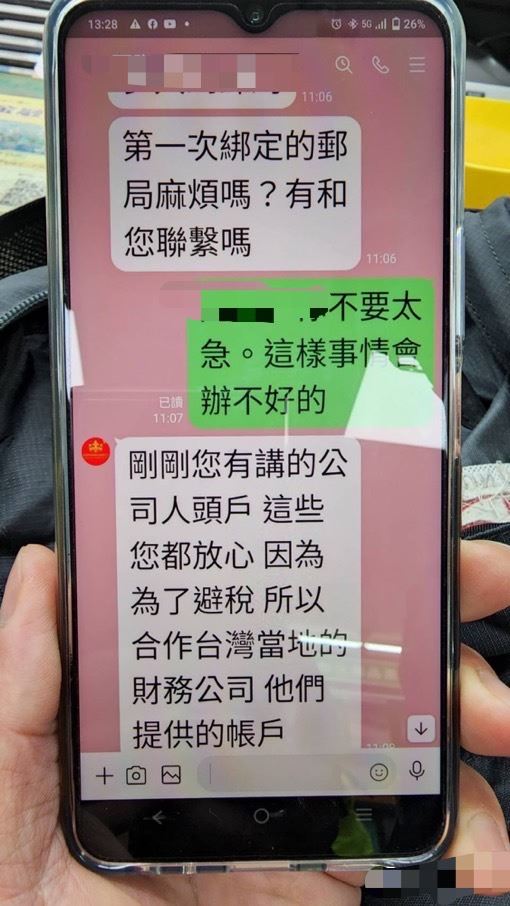 13:28
5G
26%
11:06
第一次綁定的郵
局麻煩嗎？有和
您聯繫嗎
11:06
不要太
急。這樣事情會
辦不好的
已讀
11:07
剛剛您有講的公
司人頭戶 這些
您都放心 因為
為了避稅 所以
合作台灣當地的
財務公司 他們
提供的帳戶